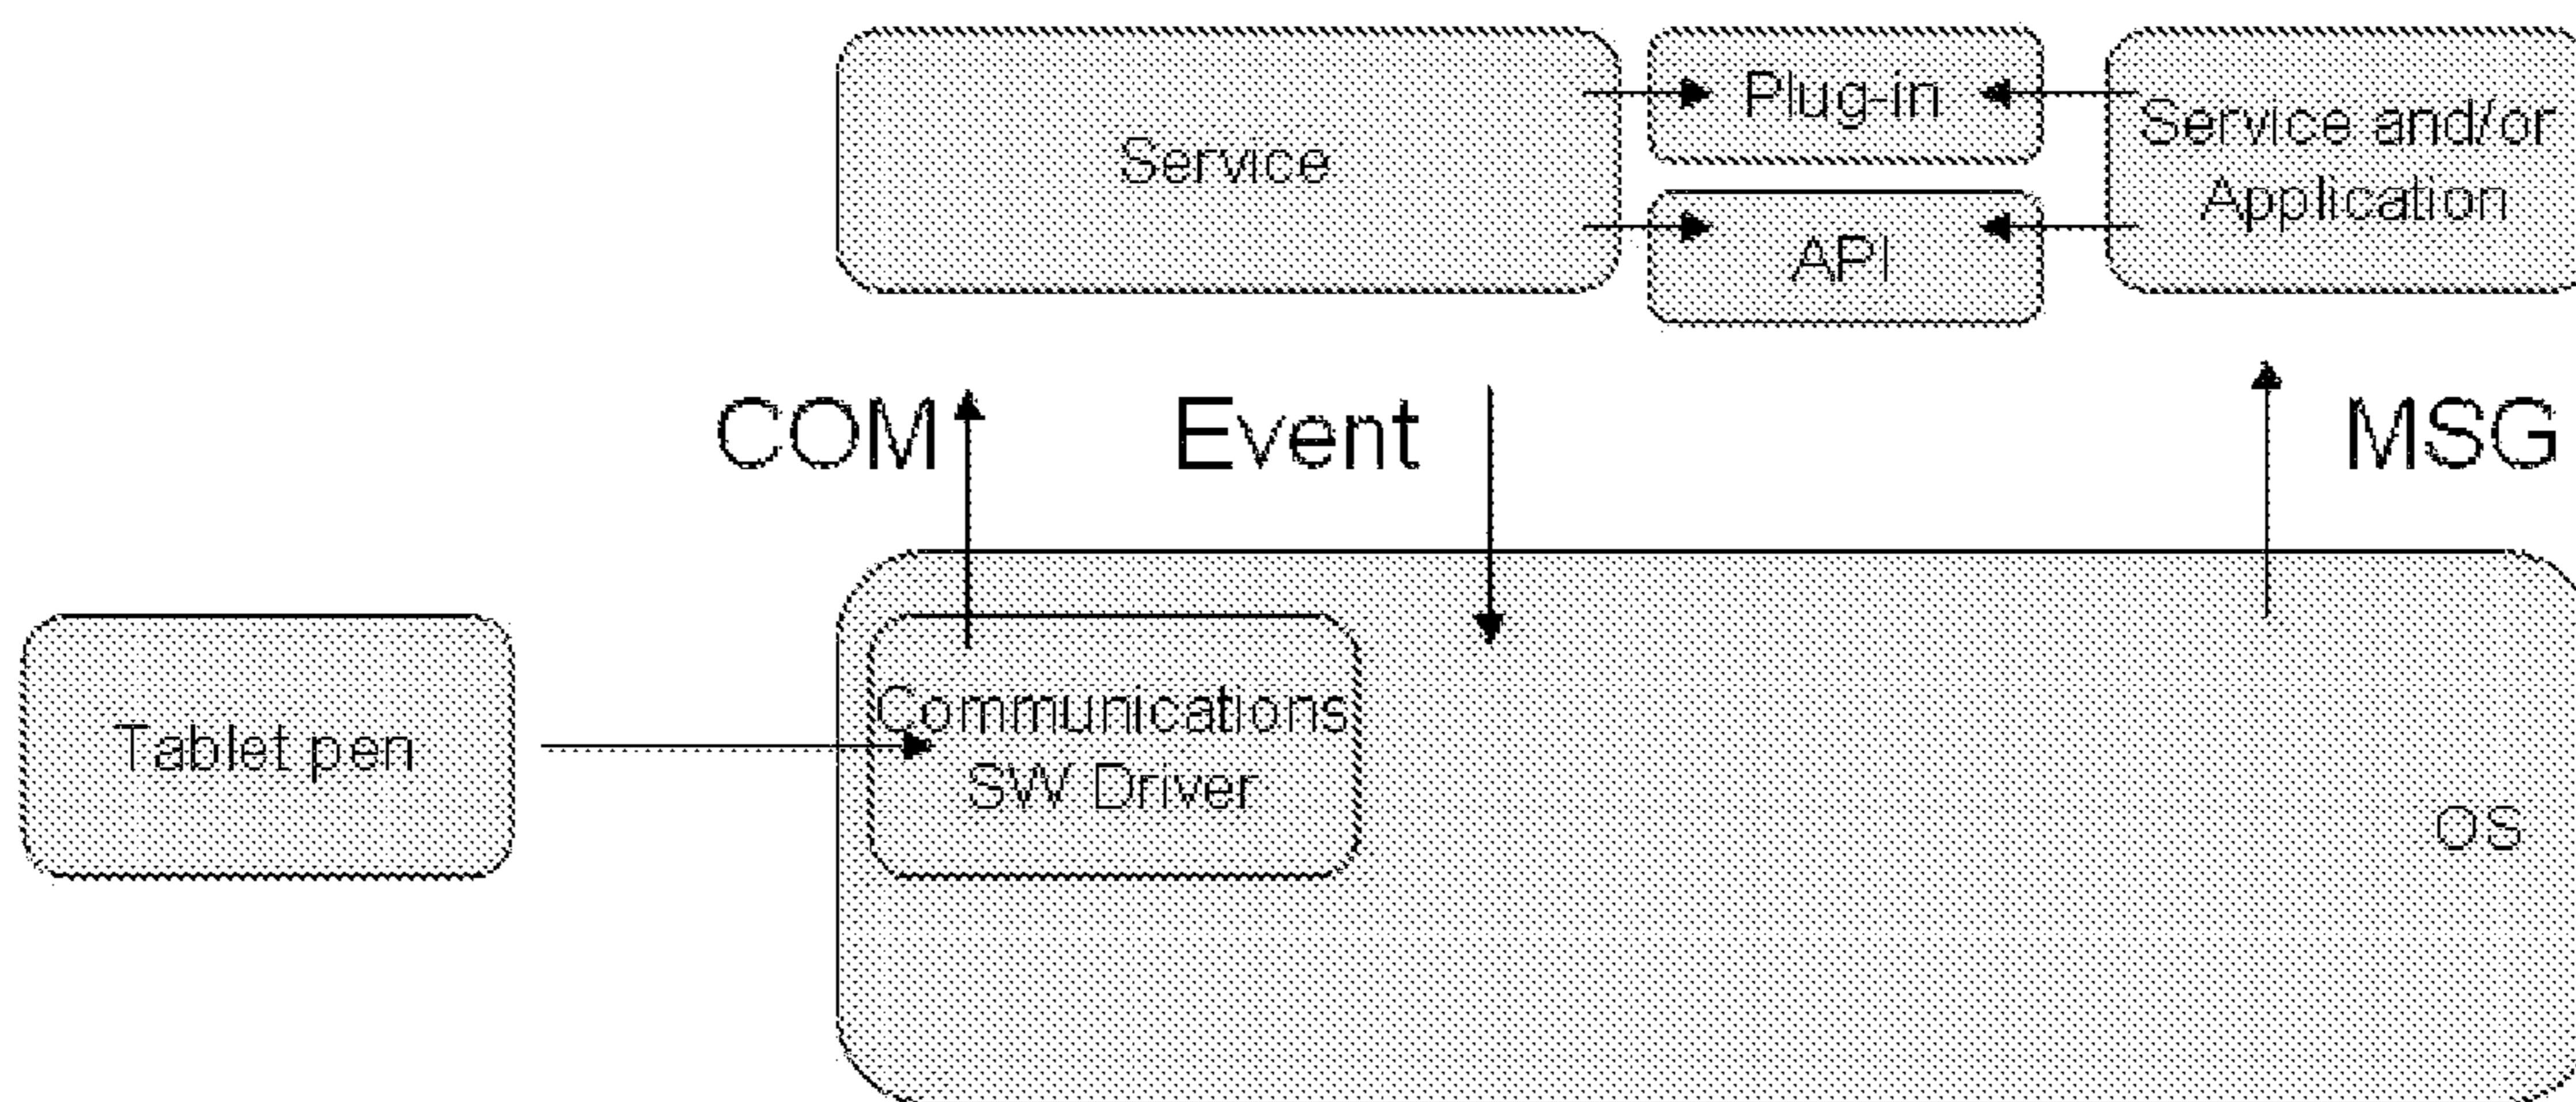 Service
Plug-in
API
Service and/or
Application
COM
Event
MSG
Tablet pen
Communications
SW Driver
OS